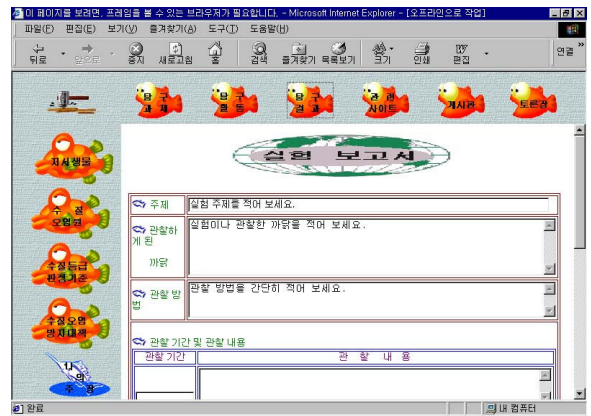 이 페이지를 보려면, 프레임을 볼 수 있는 브라우저가 필요합니다. - Microsoft Internet Explorer - [오프라인으로 작업]
파일(F) 편집(E) 보기(V) 즐겨찾기(A) 도구(T) 도움말(H)
뒤로 앞으로 중지 새로고침 홈 검색 즐겨찾기 목록보기 크기 인쇄 편집 연결 »
탐구과제
탐구활동
탐구결과
관련사이트
게시판
토론장
지시생물
수질오염원
수질등급판정기준
수질오염방지대책
나의주장
실험 보고서
주제 실험 주제를 적어 보세요.
관찰하게 된 까닭 실험이나 관찰한 까닭을 적어 보세요.
관찰 방법 관찰 방법을 간단히 적어 보세요.
관찰 기간 및 관찰 내용
관찰 기간 관 찰 내 용
완료 내 컴퓨터